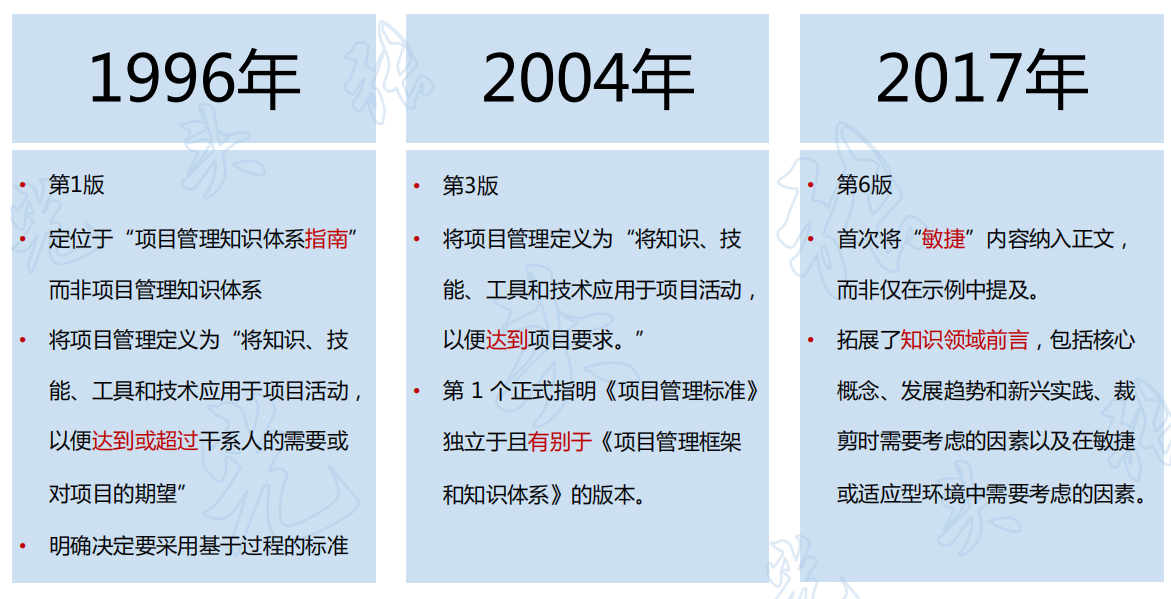 1996年
• 第1版
• 定位于“项目管理知识体系指南”
而非项目管理知识体系
• 将项目管理定义为“将知识、技
能、工具和技术应用于项目活动，
以便达到或超过干系人的需要或
对项目的期望”
• 明确决定要采用基于过程的标准
2004年
• 第3版
• 将项目管理定义为“将知识、技
能、工具和技术应用于项目活动，
以便达到项目要求。”
• 第 1 个正式指明《项目管理标准》
独立于且有别于《项目管理框架
和知识体系》的版本。
2017年
• 第6版
• 首次将“敏捷”内容纳入正文，
而非仅在示例中提及。
• 拓展了知识领域前言，包括核心
概念、发展趋势和新兴实践、裁
剪时需要考虑的因素以及在敏捷
或适应型环境中需要考虑的因素。